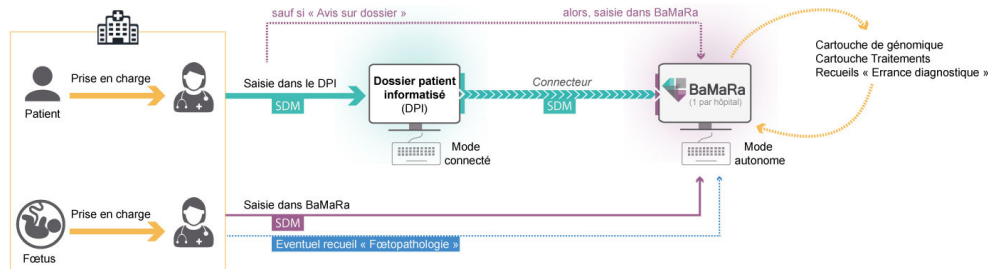 sauf si « Avis sur dossier »
alors, saisie dans BaMaRa
Cartouche de génomique
Cartouche Traitements
Recueils « Errance diagnostique »
Prise en charge
Patient
Saisie dans le DPI
SDM
Dossier patient
informatisé
(DPI)
Mode
connecté
Connecteur
SDM
BaMaRa
(1 par hôpital)
Mode
autonome
Prise en charge
Fœtus
Saisie dans BaMaRa
SDM
Eventuel recueil « Fœtopathologie »